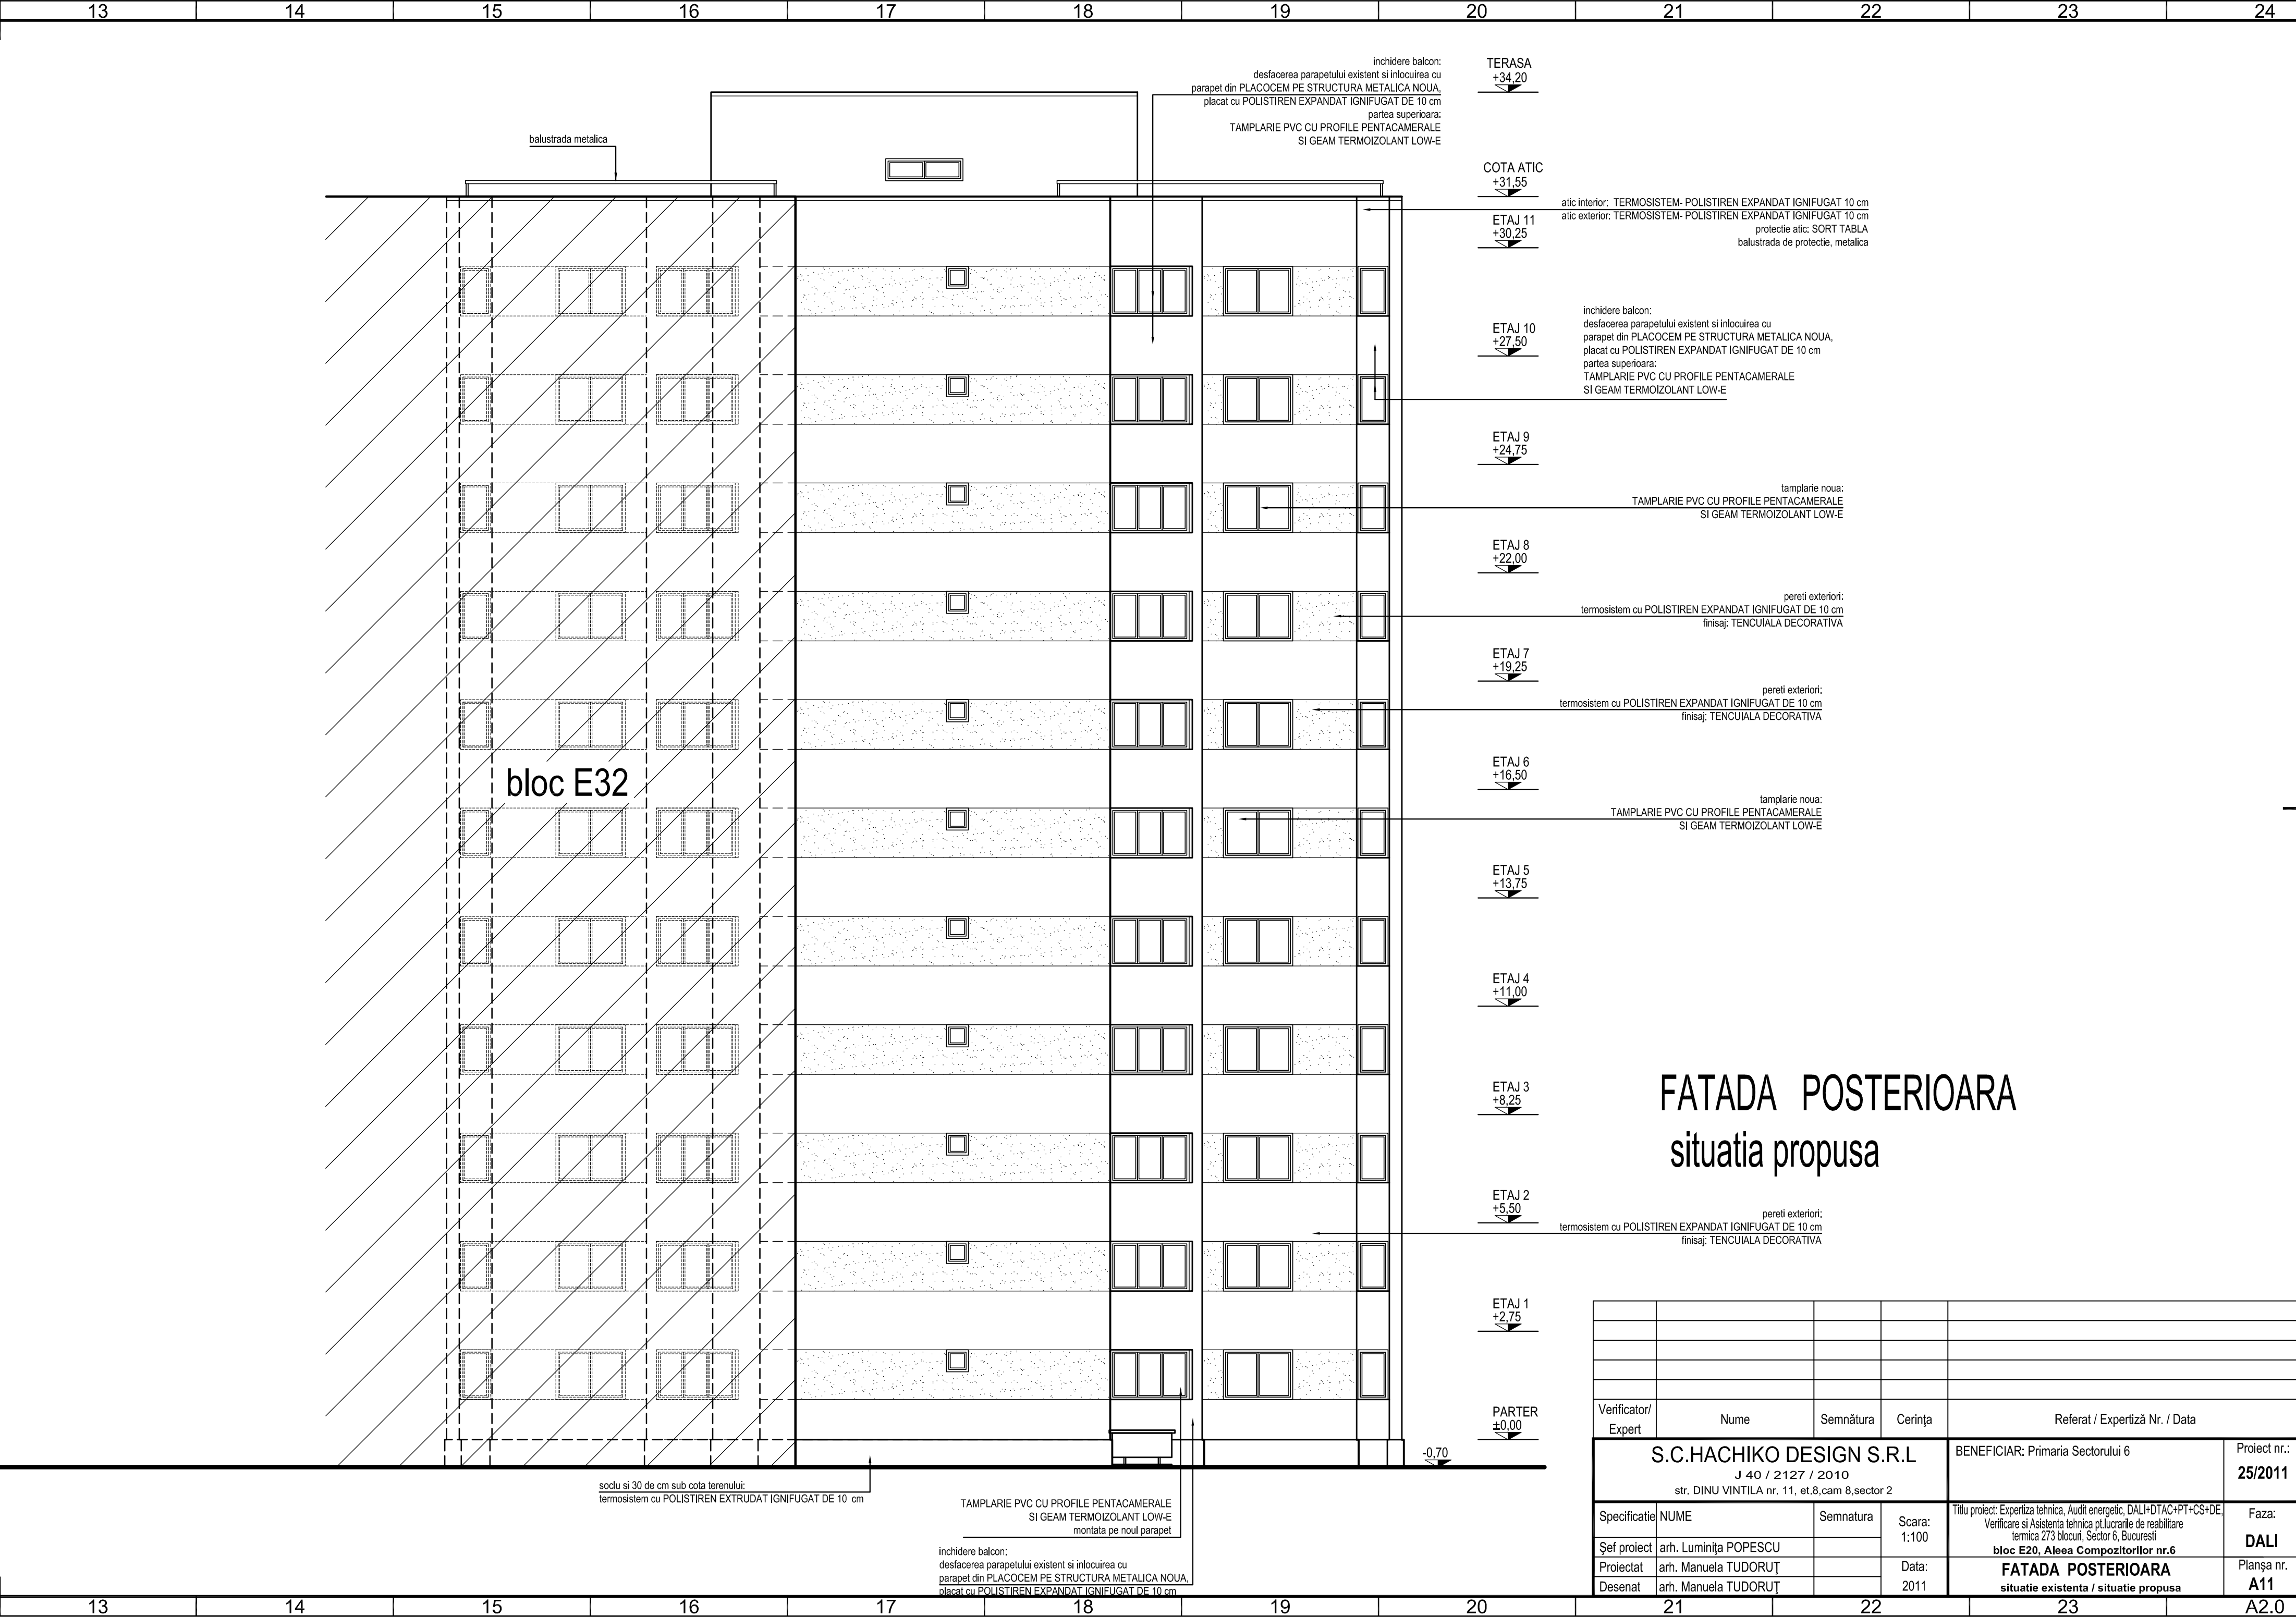 13 14 15 16 17 18 19 20 21 22 23 24
inchidere balcon:
desfacerea parapetului existent si inlocuirea cu
parapet din PLACOCEM PE STRUCTURA METALICA NOUA,
placat cu POLISTIREN EXPANDAT IGNIFUGAT DE 10 cm
partea superioara:
TAMPLARIE PVC CU PROFILE PENTACAMERALE
SI GEAM TERMOIZOLANT LOW-E
balustrada metalica
TERASA
+34,20
COTA ATIC
+31,55
atic interior: TERMOSISTEM- POLISTIREN EXPANDAT IGNIFUGAT 10 cm
atic exterior: TERMOSISTEM- POLISTIREN EXPANDAT IGNIFUGAT 10 cm
protectie atic: SORT TABLA
balustrada de protectie, metalica
ETAJ 11
+30,25
inchidere balcon:
desfacerea parapetului existent si inlocuirea cu
parapet din PLACOCEM PE STRUCTURA METALICA NOUA,
placat cu POLISTIREN EXPANDAT IGNIFUGAT DE 10 cm
partea superioara:
TAMPLARIE PVC CU PROFILE PENTACAMERALE
SI GEAM TERMOIZOLANT LOW-E
ETAJ 10
+27,50
ETAJ 9
+24,75
tamplarie noua:
TAMPLARIE PVC CU PROFILE PENTACAMERALE
SI GEAM TERMOIZOLANT LOW-E
ETAJ 8
+22,00
pereti exteriori:
termosistem cu POLISTIREN EXPANDAT IGNIFUGAT DE 10 cm
finisaj: TENCUIALA DECORATIVA
ETAJ 7
+19,25
pereti exteriori:
termosistem cu POLISTIREN EXPANDAT IGNIFUGAT DE 10 cm
finisaj: TENCUIALA DECORATIVA
bloc E32
ETAJ 6
+16,50
tamplarie noua:
TAMPLARIE PVC CU PROFILE PENTACAMERALE
SI GEAM TERMOIZOLANT LOW-E
ETAJ 5
+13,75
ETAJ 4
+11,00
ETAJ 3
+8,25
FATADA POSTERIOARA
situatia propusa
ETAJ 2
+5,50
pereti exteriori:
termosistem cu POLISTIREN EXPANDAT IGNIFUGAT DE 10 cm
finisaj: TENCUIALA DECORATIVA
ETAJ 1
+2,75
PARTER
±0,00
-0,70
soclu si 30 de cm sub cota terenului:
termosistem cu POLISTIREN EXTRUDAT IGNIFUGAT DE 10 cm
TAMPLARIE PVC CU PROFILE PENTACAMERALE
SI GEAM TERMOIZOLANT LOW-E
montata pe noul parapet
inchidere balcon:
desfacerea parapetului existent si inlocuirea cu
parapet din PLACOCEM PE STRUCTURA METALICA NOUA,
placat cu POLISTIREN EXPANDAT IGNIFUGAT DE 10 cm
Verificator/
Expert
Nume
Semnătura
Cerinţa
Referat / Expertiză Nr. / Data
S.C.HACHIKO DESIGN S.R.L
J 40 / 2127 / 2010
str. DINU VINTILA nr. 11, et.8,cam 8,sector 2
BENEFICIAR: Primaria Sectorului 6
Proiect nr.:
25/2011
Specificatie NUME Semnatura
Scara:
1:100
Titlu proiect: Expertiza tehnica, Audit energetic, DALI+DTAC+PT+CS+DE,
Verificare si Asistenta tehnica pt.lucrarile de reabilitare
termica 273 blocuri, Sector 6, Bucuresti
bloc E20, Aleea Compozitorilor nr.6
Faza:
DALI
Şef proiect arh. Luminiţa POPESCU
Proiectat arh. Manuela TUDORUŢ
Desenat arh. Manuela TUDORUŢ
Data:
2011
FATADA POSTERIOARA
situatie existenta / situatie propusa
Planşa nr.
A11
13 14 15 16 17 18 19 20 21 22 23 A2.0